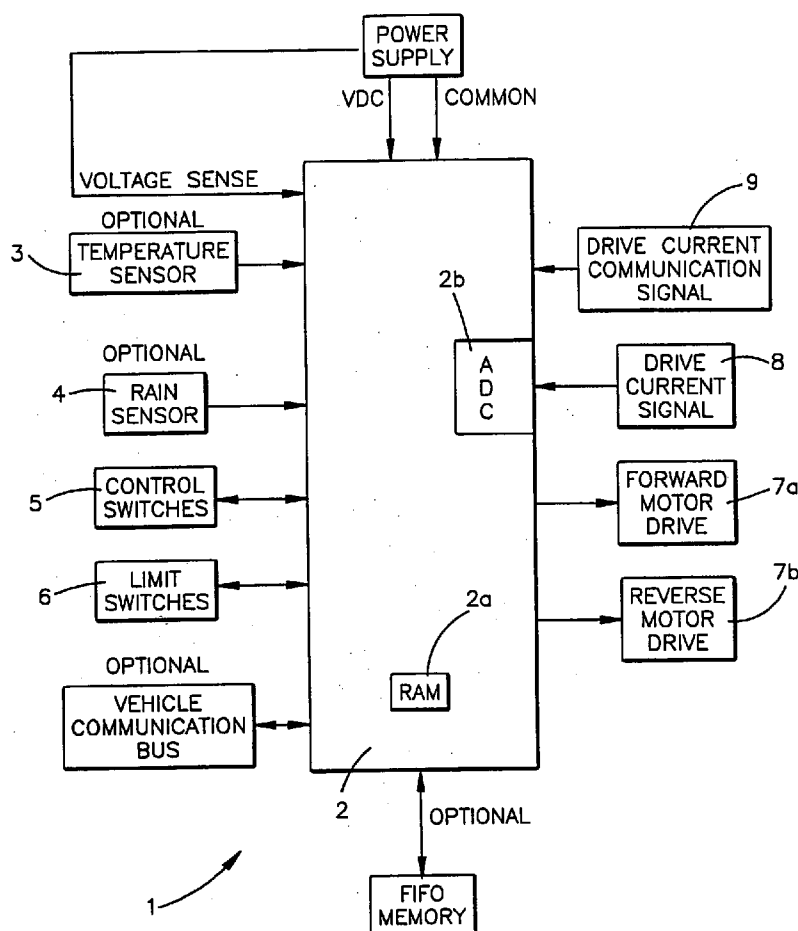 POWER
SUPPLY
VDC
COMMON
VOLTAGE SENSE
OPTIONAL
3
TEMPERATURE
SENSOR
OPTIONAL
4
RAIN
SENSOR
5
CONTROL
SWITCHES
6
LIMIT
SWITCHES
OPTIONAL
VEHICLE
COMMUNICATION
BUS
2b
A
D
C
2a
RAM
2
9
DRIVE CURRENT
COMMUNICATION
SIGNAL
8
DRIVE
CURRENT
SIGNAL
FORWARD
MOTOR
DRIVE
7a
REVERSE
MOTOR
DRIVE
7b
OPTIONAL
1
FIFO
MEMORY